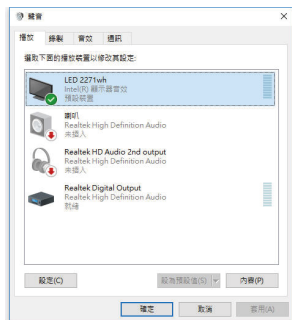 聲音
播放 錄製 音效 通訊
選取下面的播放裝置以修改其設定:
LED 2271wh
Intel(R) 顯示器音效
預設裝置
喇叭
Realtek High Definition Audio
未插入
Realtek HD Audio 2nd output
Realtek High Definition Audio
未插入
Realtek Digital Output
Realtek High Definition Audio
就緒
設定(C) 設為預設值(S) 內容(P)
確定 取消 套用(A)